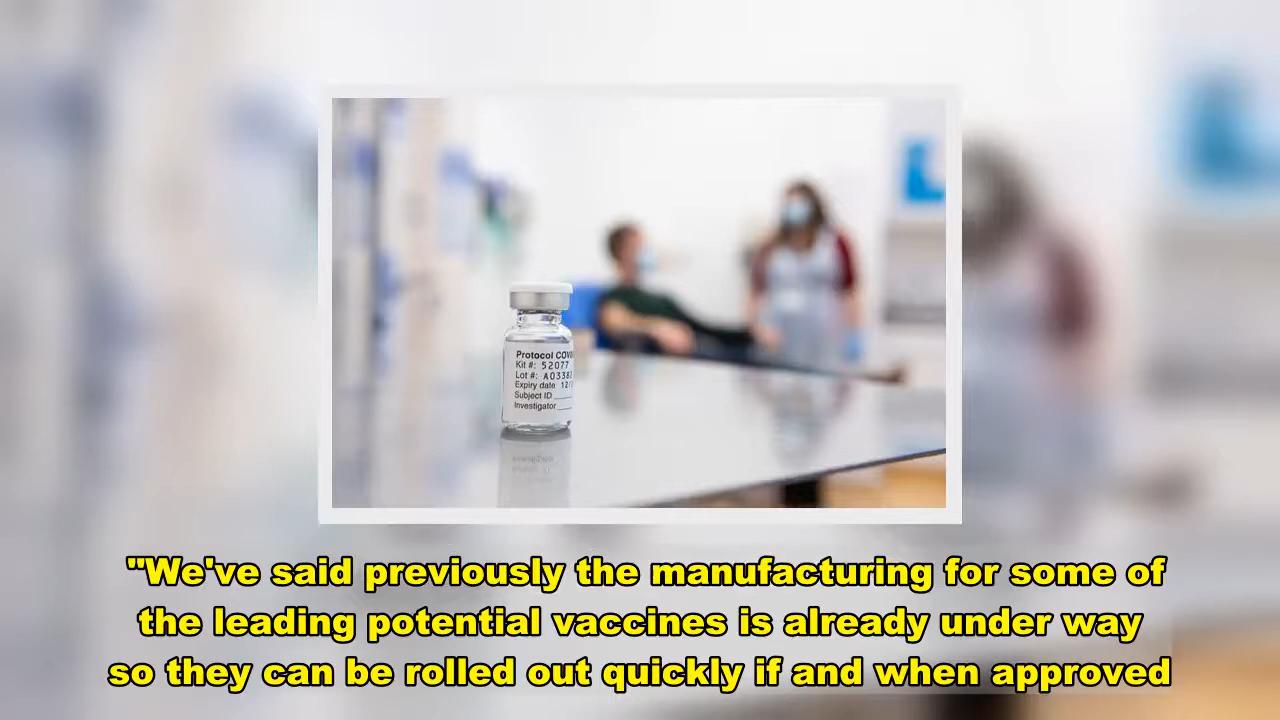 Protocol
Kit #: 52077
Lot #: A0338
Expiry date 12/
Subject ID
Investigator
"We've said previously the manufacturing for some of
the leading potential vaccines is already under way
so they can be rolled out quickly if and when approved